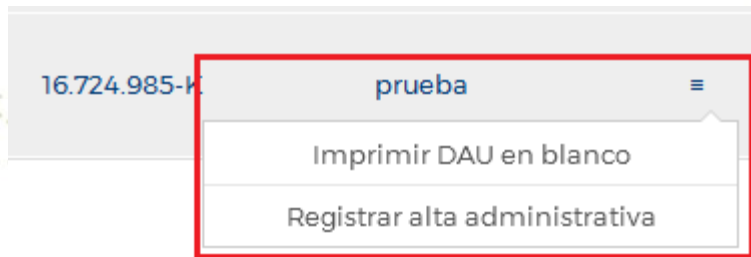 16.724.985-K prueba ≡
Imprimir DAU en blanco
Registrar alta administrativa